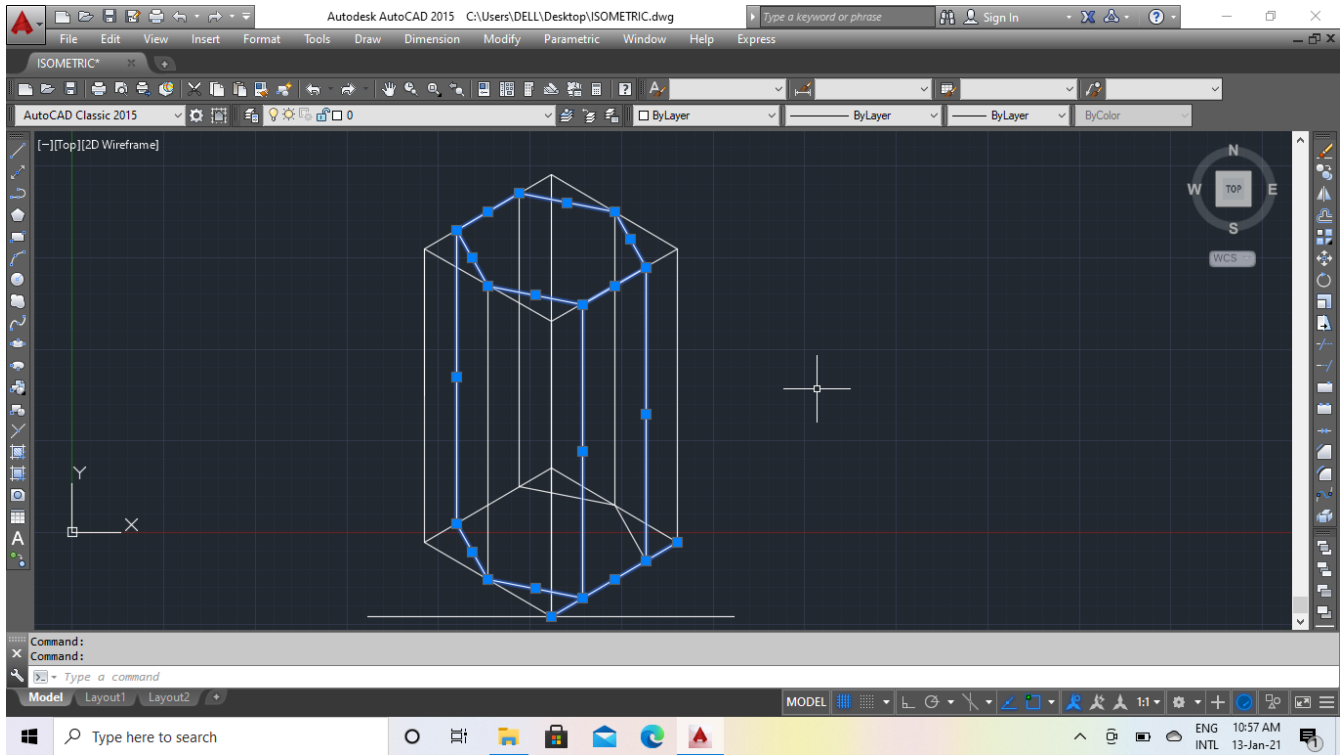 Autodesk AutoCAD 2015 C:\Users\DELL\Desktop\ISOMETRIC.dwg Type a keyword or phrase Sign In
File Edit View Insert Format Tools Draw Dimension Modify Parametric Window Help Express
ISOMETRIC*
AutoCAD Classic 2015 0 ByLayer ByLayer ByLayer ByColor
[−][Top][2D Wireframe]
N
W TOP E
S
WCS
Y
X
A
Command:
Command:
Type a command
Model Layout1 Layout2 +
MODEL 1:1
Type here to search
ENG 10:57 AM
INTL 13-Jan-21
1